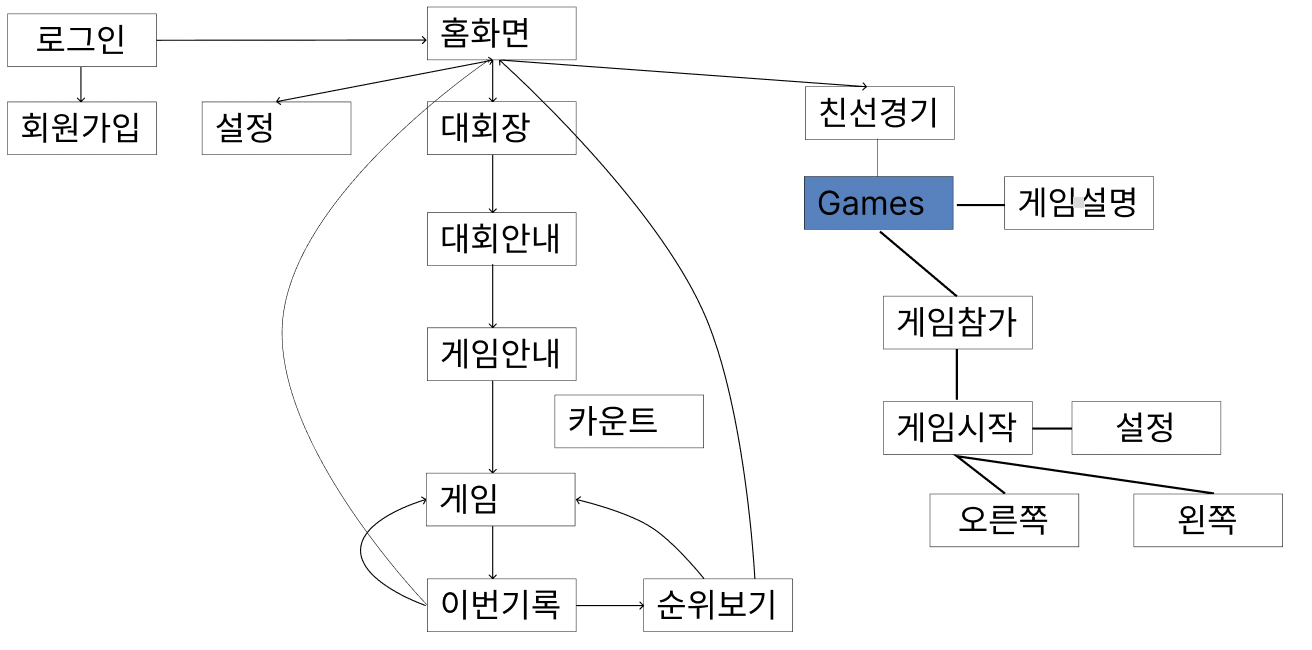 로그인
홈화면
회원가입
설정
대회장
친선경기
Games
게임설명
대회안내
게임참가
게임안내
카운트
게임시작
설정
게임
오른쪽
왼쪽
이번기록
순위보기